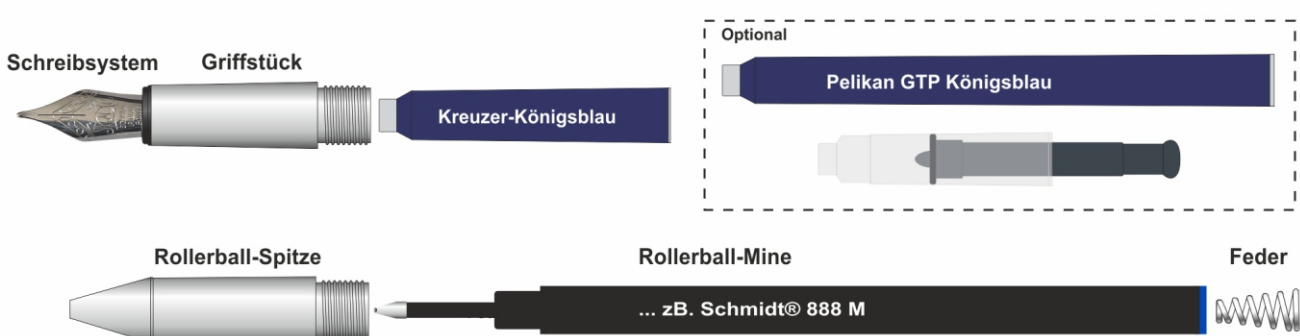 Optional
Schreibsystem Griffstück
Pelikan GTP Königsblau
Kreuzer-Königsblau
Rollerball-Spitze Rollerball-Mine Feder
... zB. Schmidt® 888 M